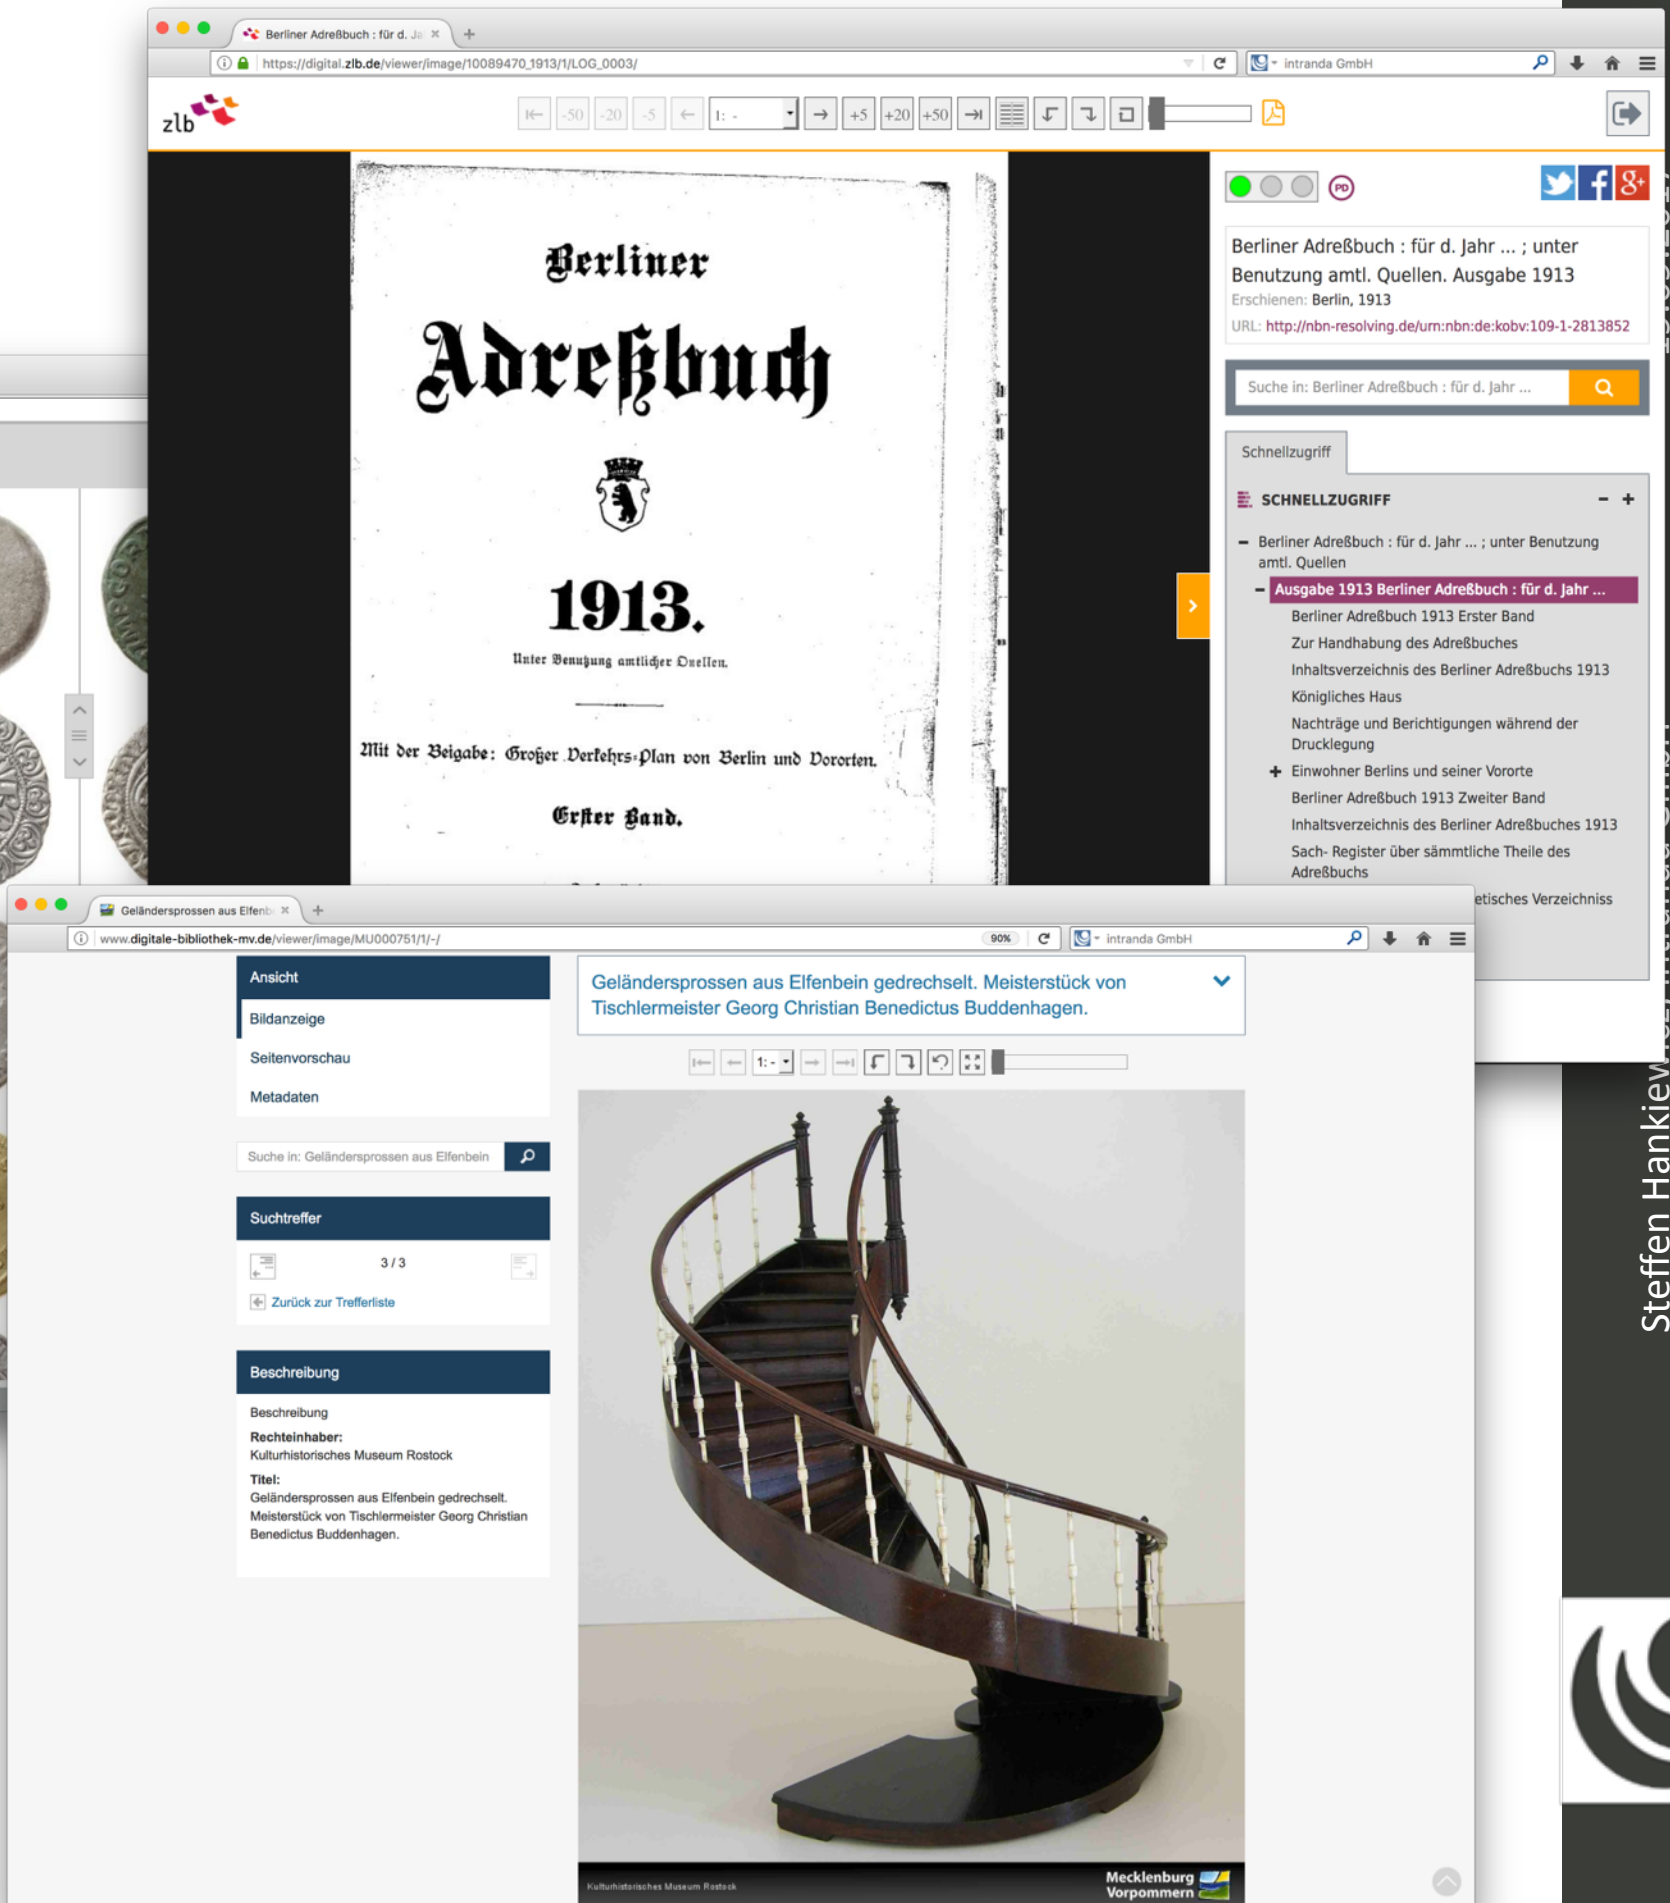 Berliner Adreßbuch : für d. Ja
https://digital.zlb.de/viewer/image/10089470_1913/1/LOG_0003/
intranda GmbH
zlb
-50 -20 -5 1: - +5 +20 +50
Berliner
Adreßbuch
1913.
Unter Benutzung amtlicher Quellen.
Mit der Beigabe: Großer Verkehrs-Plan von Berlin und Vororten.
Erster Band.
PD
Berliner Adreßbuch : für d. Jahr ... ; unter
Benutzung amtl. Quellen. Ausgabe 1913
Erschienen: Berlin, 1913
URL: http://nbn-resolving.de/urn:nbn:de:kobv:109-1-2813852
Suche in: Berliner Adreßbuch : für d. Jahr ...
Schnellzugriff
SCHNELLZUGRIFF
Berliner Adreßbuch : für d. Jahr ... ; unter Benutzung
amtl. Quellen
Ausgabe 1913 Berliner Adreßbuch : für d. Jahr ...
Berliner Adreßbuch 1913 Erster Band
Zur Handhabung des Adreßbuches
Inhaltsverzeichnis des Berliner Adreßbuchs 1913
Königliches Haus
Nachträge und Berichtigungen während der
Drucklegung
Einwohner Berlins und seiner Vororte
Berliner Adreßbuch 1913 Zweiter Band
Inhaltsverzeichnis des Berliner Adreßbuches 1913
Sach- Register über sämmtliche Theile des
Adreßbuchs
etisches Verzeichniss
Geländersprossen aus Elfenb
www.digitale-bibliothek-mv.de/viewer/image/MU000751/1/-/
90%
intranda GmbH
Ansicht
Bildanzeige
Seitenvorschau
Metadaten
Suche in: Geländersprossen aus Elfenbein
Suchtreffer
3 / 3
Zurück zur Trefferliste
Beschreibung
Beschreibung
Rechteinhaber:
Kulturhistorisches Museum Rostock
Titel:
Geländersprossen aus Elfenbein gedrechselt.
Meisterstück von Tischlermeister Georg Christian
Benedictus Buddenhagen.
Geländersprossen aus Elfenbein gedrechselt. Meisterstück von
Tischlermeister Georg Christian Benedictus Buddenhagen.
1: -
Kulturhistorisches Museum Rostock
Mecklenburg
Vorpommern
Steffen Hankiew